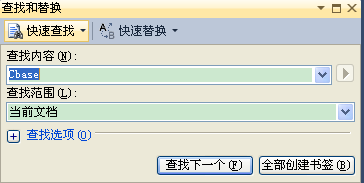 查找和替换
快速查找 快速替换
查找内容(N):
Cbase
查找范围(L):
当前文档
查找选项(O)
查找下一个(F) 全部创建书签(B)